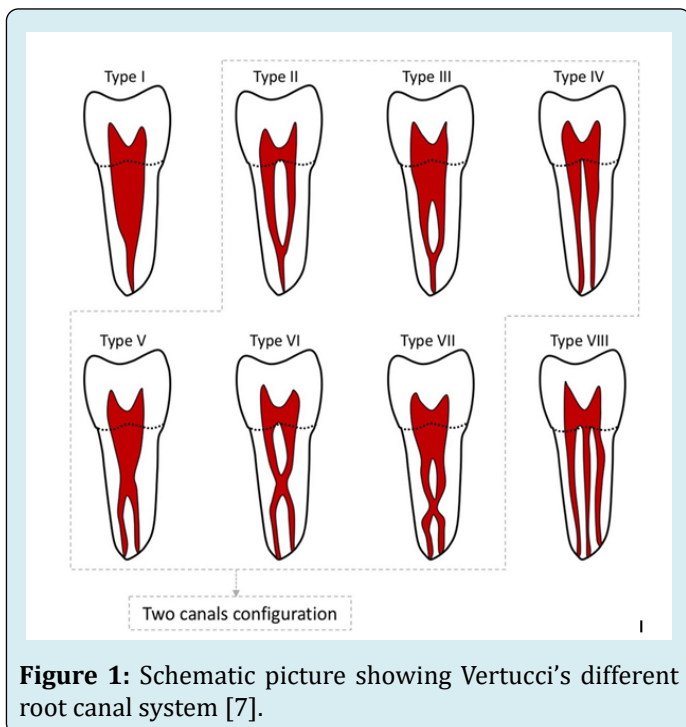 Type I Type II Type III Type IV
Type V Type VI Type VII Type VIII
Two canals configuration
I
Figure 1: Schematic picture showing Vertucci's different
root canal system [7].